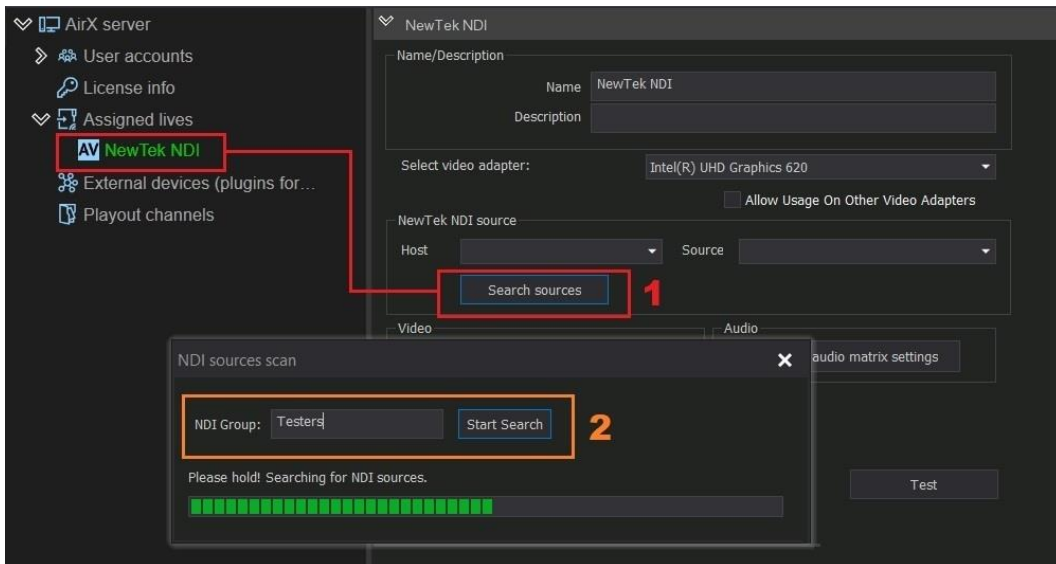 AirX server
User accounts
License info
Assigned lives
AV NewTek NDI
External devices (plugins for...
Playout channels
NewTek NDI
Name/Description
Name NewTek NDI
Description
Select video adapter: Intel(R) UHD Graphics 620
Allow Usage On Other Video Adapters
NewTek NDI source
Host Source
Search sources 1
Video Audio
audio matrix settings
NDI sources scan
NDI Group: Testers Start Search 2
Please hold! Searching for NDI sources.
Test